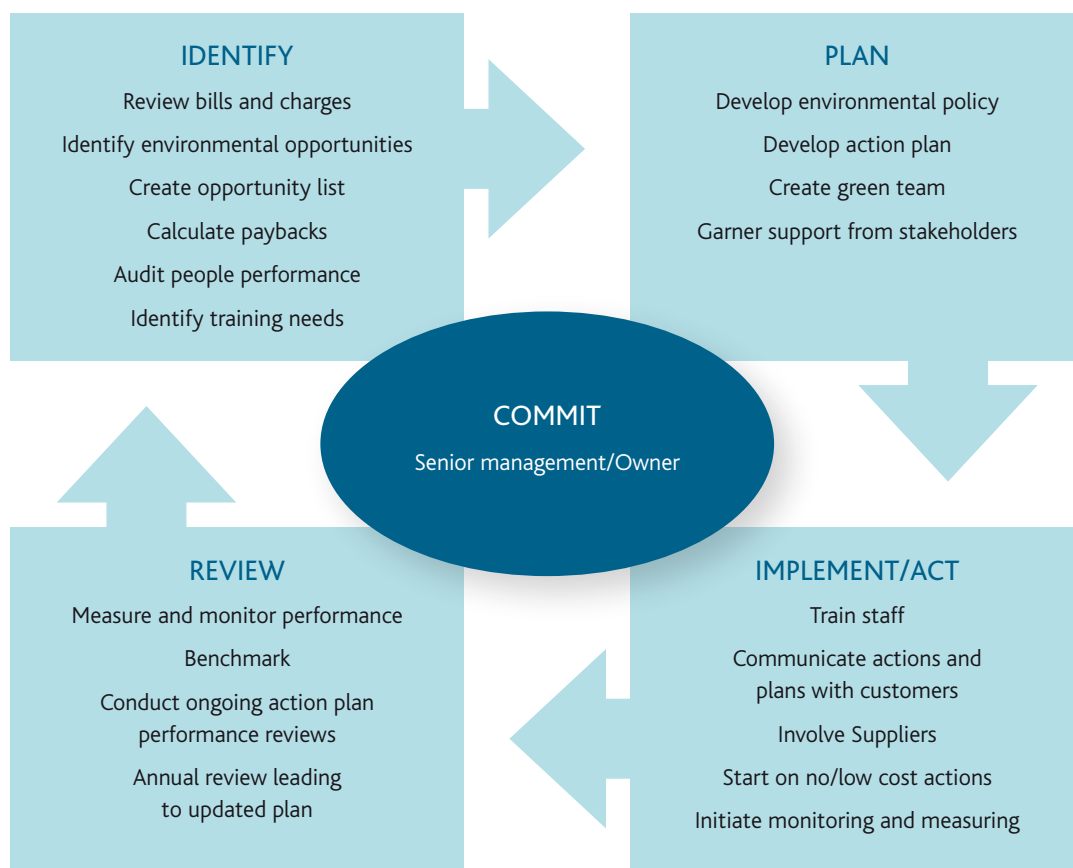 IDENTIFY
Review bills and charges
Identify environmental opportunities
Create opportunity list
Calculate paybacks
Audit people performance
Identify training needs
PLAN
Develop environmental policy
Develop action plan
Create green team
Garner support from stakeholders
COMMIT
Senior management/Owner
REVIEW
Measure and monitor performance
Benchmark
Conduct ongoing action plan
performance reviews
Annual review leading
to updated plan
IMPLEMENT/ACT
Train staff
Communicate actions and
plans with customers
Involve Suppliers
Start on no/low cost actions
Initiate monitoring and measuring